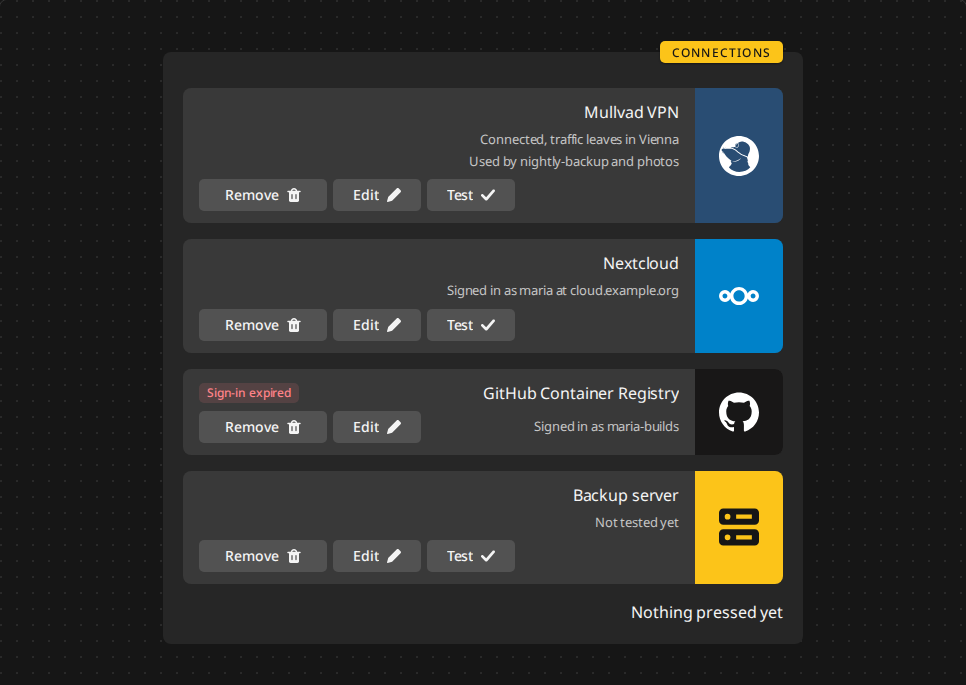 CONNECTIONS
Mullvad VPN
Connected, traffic leaves in Vienna
Used by nightly-backup and photos
Remove Edit Test
Nextcloud
Signed in as maria at cloud.example.org
Remove Edit Test
Sign-in expired GitHub Container Registry
Remove Edit Signed in as maria-builds
Backup server
Not tested yet
Remove Edit Test
Nothing pressed yet